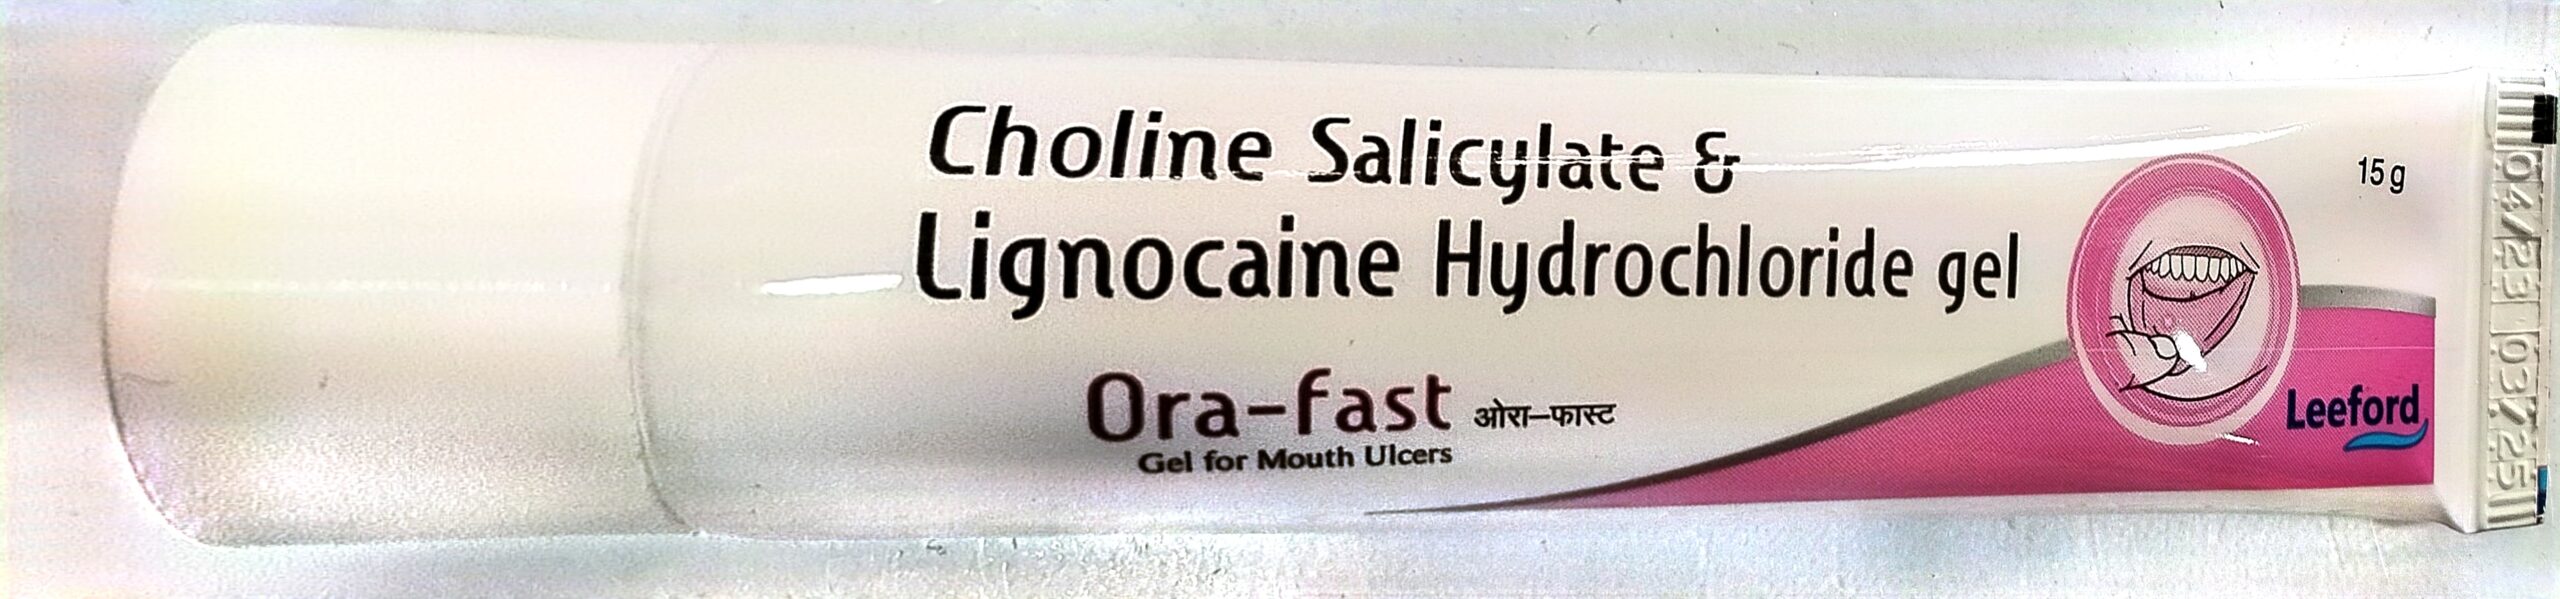 Choline Salicylate &
Lignocaine Hydrochloride gel
Ora-fast ओरा-फास्ट
Gel for Mouth Ulcers
15 g
Leeford
04/23 03/25